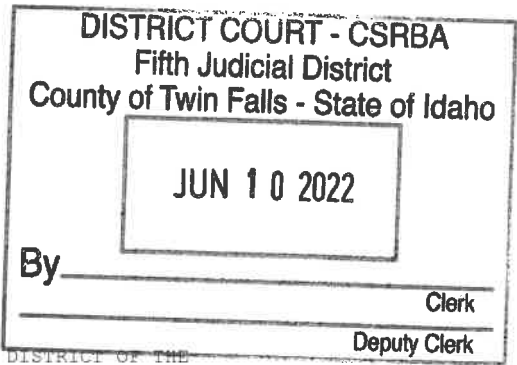 DISTRICT COURT - CSRBA
Fifth Judicial District
County of Twin Falls - State of Idaho
JUN 10 2022
By
Clerk
Deputy Clerk
DISTRICT OF THE